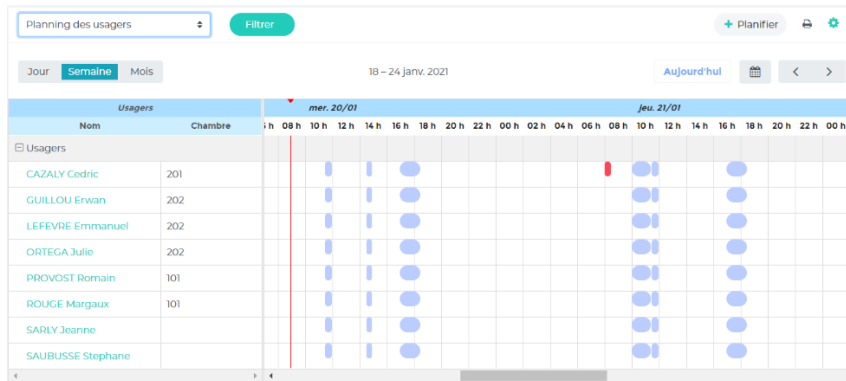 Planning des usagers Filtrer + Planifier
Jour Semaine Mois 18 – 24 janv. 2021 Aujourd'hui
Usagers mer. 20/01 jeu. 21/01
Nom Chambre h 08 h 10 h 12 h 14 h 16 h 18 h 20 h 22 h 00 h 02 h 04 h 06 h 08 h 10 h 12 h 14 h 16 h 18 h 20 h 22 h 00 h
Usagers
CAZALY Cedric 201
GUILLOU Erwan 202
LEFEVRE Emmanuel 202
ORTEGA Julie 202
PROVOST Romain 101
ROUGE Margaux 101
SARLY Jeanne
SAUBUSSE Stephane